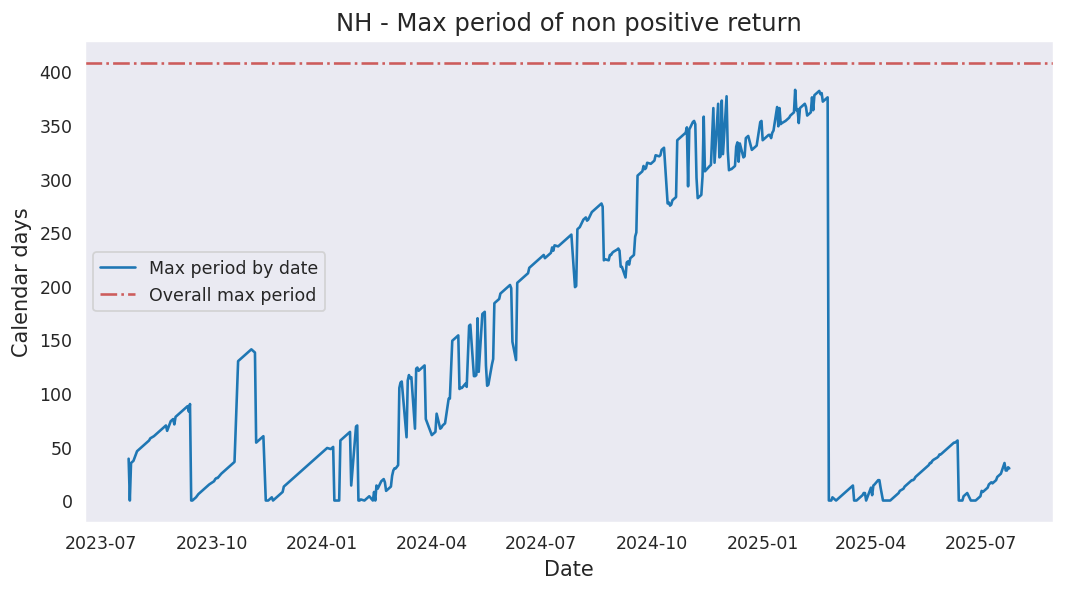 NH - Max period of non positive return
Calendar days
400
350
300
250
200
150
100
50
0
Max period by date
Overall max period
2023-07 2023-10 2024-01 2024-04 2024-07 2024-10 2025-01 2025-04 2025-07
Date